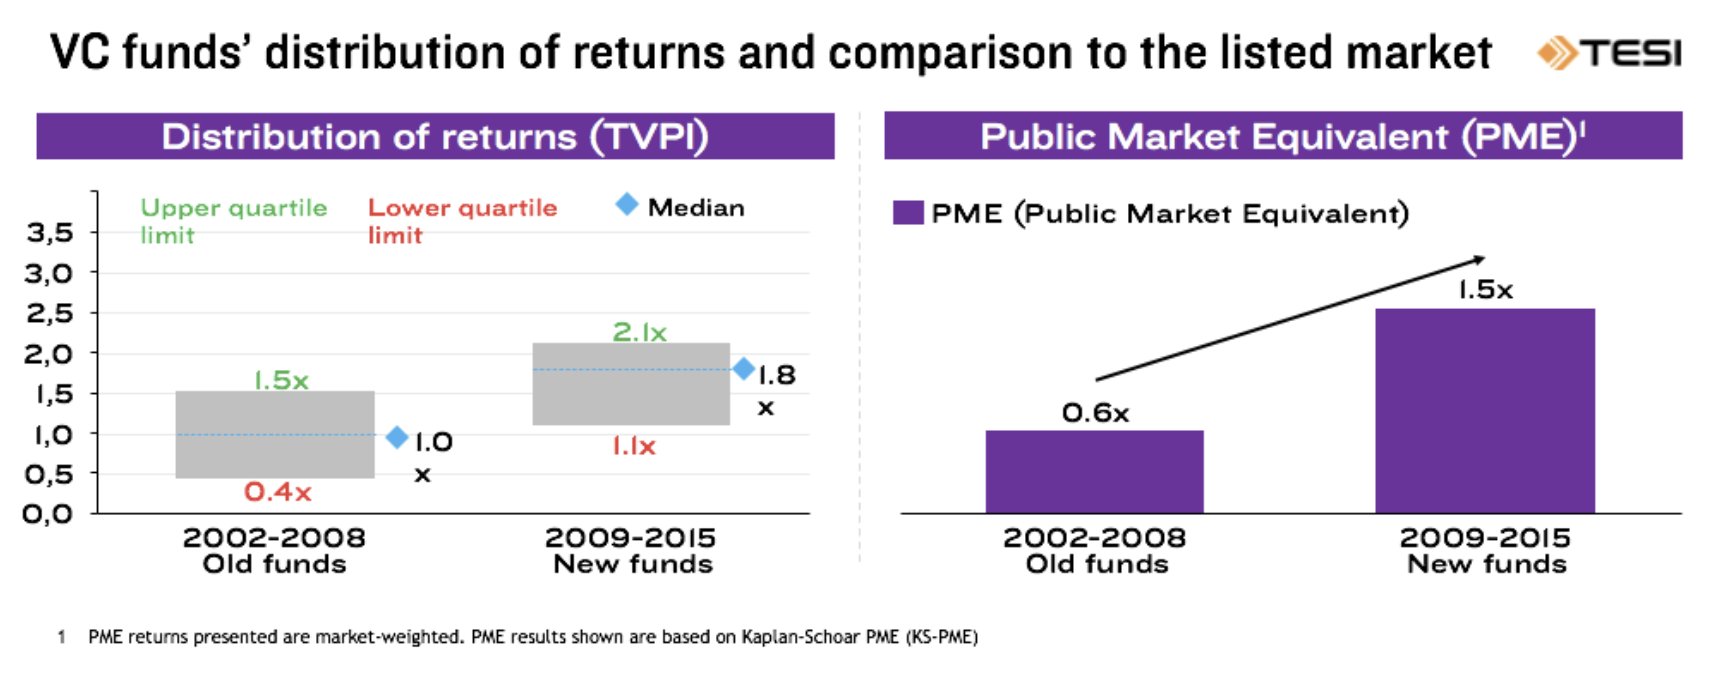 VC funds' distribution of returns and comparison to the listed market
TESI
Distribution of returns (TVPI)
Upper quartile
limit
Lower quartile
limit
Median
3,5
3,0
2,5
2,0
1,5
1,0
0,5
0,0
1.5x
0.4x
1.0
x
2.1x
1.1x
1.8
x
2002-2008
Old funds
2009-2015
New funds
Public Market Equivalent (PME)¹
PME (Public Market Equivalent)
0.6x
1.5x
2002-2008
Old funds
2009-2015
New funds
1 PME returns presented are market-weighted. PME results shown are based on Kaplan-Schoar PME (KS-PME)